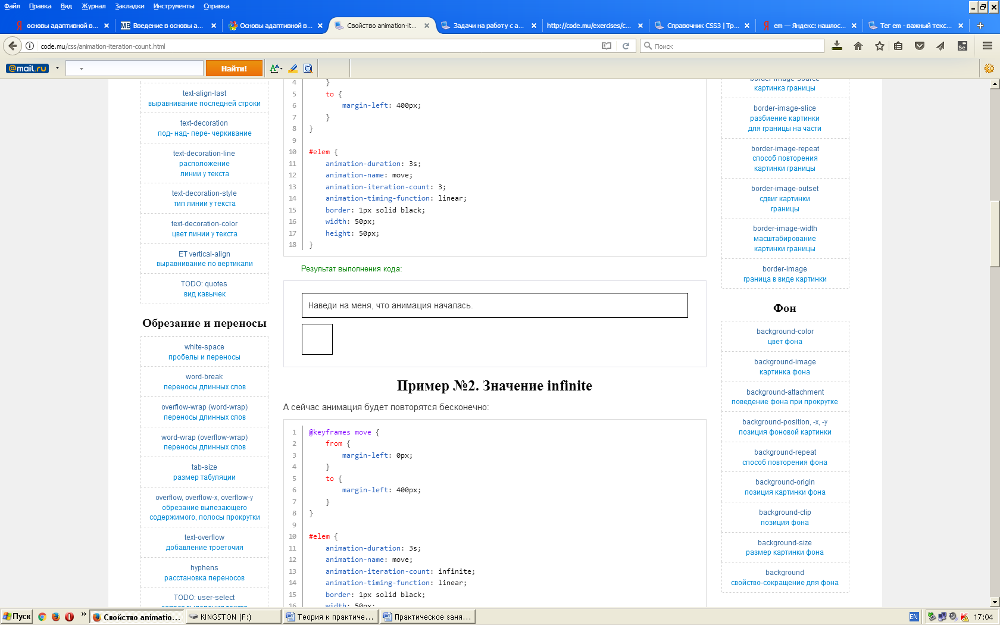 Файл Правка Вид Журнал Закладки Инструменты Справка
основы адаптивной в... Введение в основы а... Основы адаптивной в... Свойство animation-it... Задачи на работу с а... http://code.mu/exercises/c... Справочник CSS3 | Тр... em — Яндекс: нашлос... Тег em - важный текс...
code.mu/css/animation-iteration-count.html Поиск
@mail.ru Найти!
text-align-last
выравнивание последней строки
text-decoration
под- над- пере- черкивание
text-decoration-line
расположение
линии у текста
text-decoration-style
тип линии у текста
text-decoration-color
цвет линии у текста
ET vertical-align
выравнивание по вертикали
TODO: quotes
вид кавычек
Обрезание и переносы
white-space
пробелы и переносы
word-break
переносы длинных слов
overflow-wrap (word-wrap)
переносы длинных слов
word-wrap (overflow-wrap)
переносы длинных слов
tab-size
размер табуляции
overflow, overflow-x, overflow-y
обрезание вылезающего
содержимого, полосы прокрутки
text-overflow
добавление троеточия
hyphens
расстановка переносов
TODO: user-select
запрет выделения текста
4 }
5 to {
6 margin-left: 400px;
7 }
8 }
9
10 #elem {
11 animation-duration: 3s;
12 animation-name: move;
13 animation-iteration-count: 3;
14 animation-timing-function: linear;
15 border: 1px solid black;
16 width: 50px;
17 height: 50px;
18 }
Результат выполнения кода:
Наведи на меня, что анимация началась.
Пример №2. Значение infinite
А сейчас анимация будет повторятся бесконечно:
1 @keyframes move {
2 from {
3 margin-left: 0px;
4 }
5 to {
6 margin-left: 400px;
7 }
8 }
9
10 #elem {
11 animation-duration: 3s;
12 animation-name: move;
13 animation-iteration-count: infinite;
14 animation-timing-function: linear;
15 border: 1px solid black;
16 width: 50px;
border-image-source
картинка границы
border-image-slice
разбиение картинки
для границы на части
border-image-repeat
способ повторения
картинки границы
border-image-outset
сдвиг картинки
границы
border-image-width
масштабирование
картинки границы
border-image
граница в виде картинки
Фон
background-color
цвет фона
background-image
картинка фона
background-attachment
поведение фона при прокрутке
background-position, -x, -y
позиция фоновой картинки
background-repeat
способ повторения фона
background-origin
позиция картинки фона
background-clip
позиция фона
background-size
размер картинки фона
background
свойство-сокращение для фона
Пуск Свойство animatio... KINGSTON (F:) Теория к практиче... Практическое заня... EN 17:04